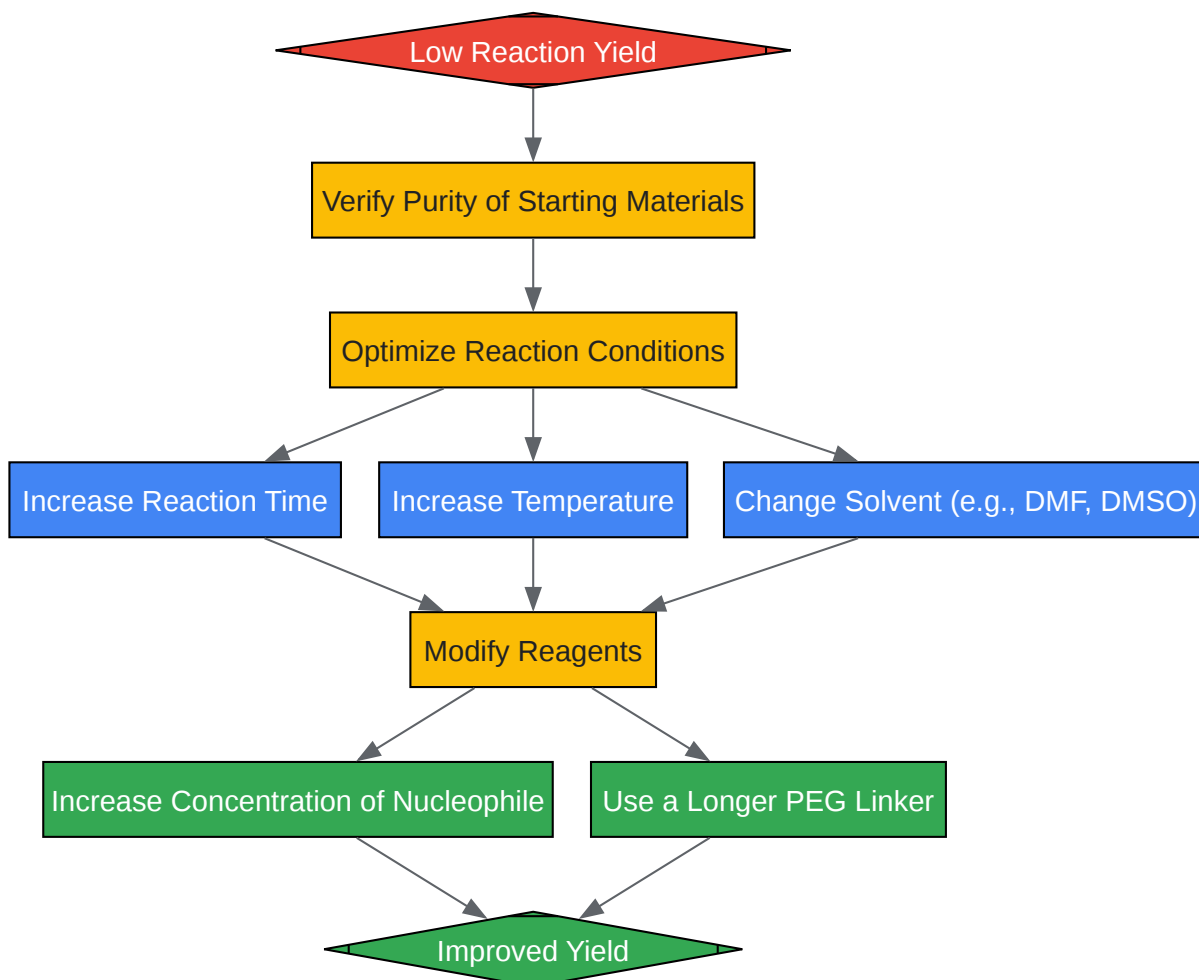 Low Reaction Yield
Verify Purity of Starting Materials
Optimize Reaction Conditions
Increase Reaction Time
Increase Temperature
Change Solvent (e.g., DMF, DMSO)
Modify Reagents
Increase Concentration of Nucleophile
Use a Longer PEG Linker
Improved Yield